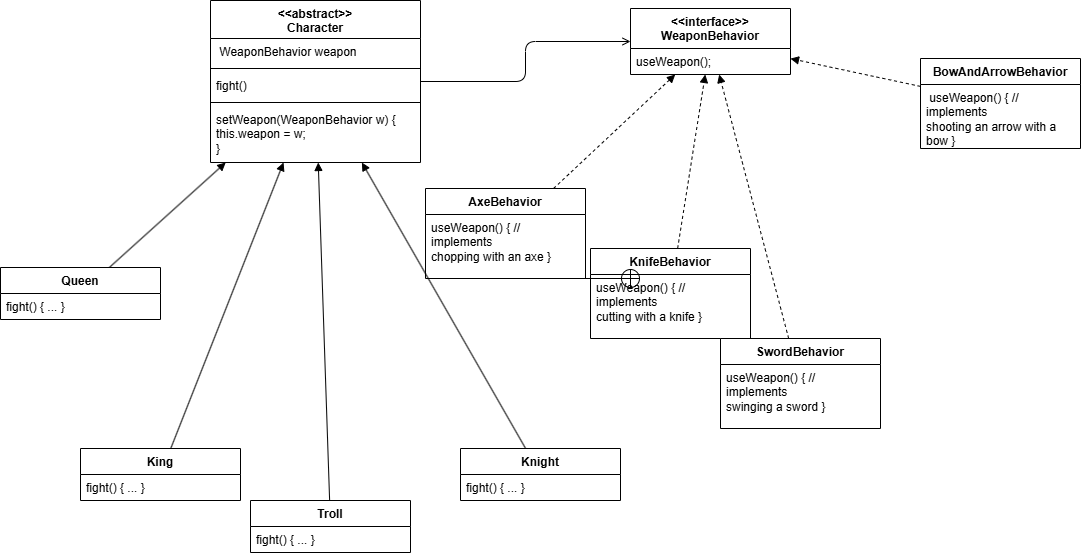 <<abstract>>
Character
WeaponBehavior weapon
fight()
setWeapon(WeaponBehavior w) {
this.weapon = w;
}
<<interface>>
WeaponBehavior
useWeapon();
BowAndArrowBehavior
useWeapon() { //
implements
shooting an arrow with a
bow }
AxeBehavior
useWeapon() { //
implements
chopping with an axe }
KnifeBehavior
useWeapon() { //
implements
cutting with a knife }
SwordBehavior
useWeapon() { //
implements
swinging a sword }
Queen
fight() { ... }
King
fight() { ... }
Troll
fight() { ... }
Knight
fight() { ... }